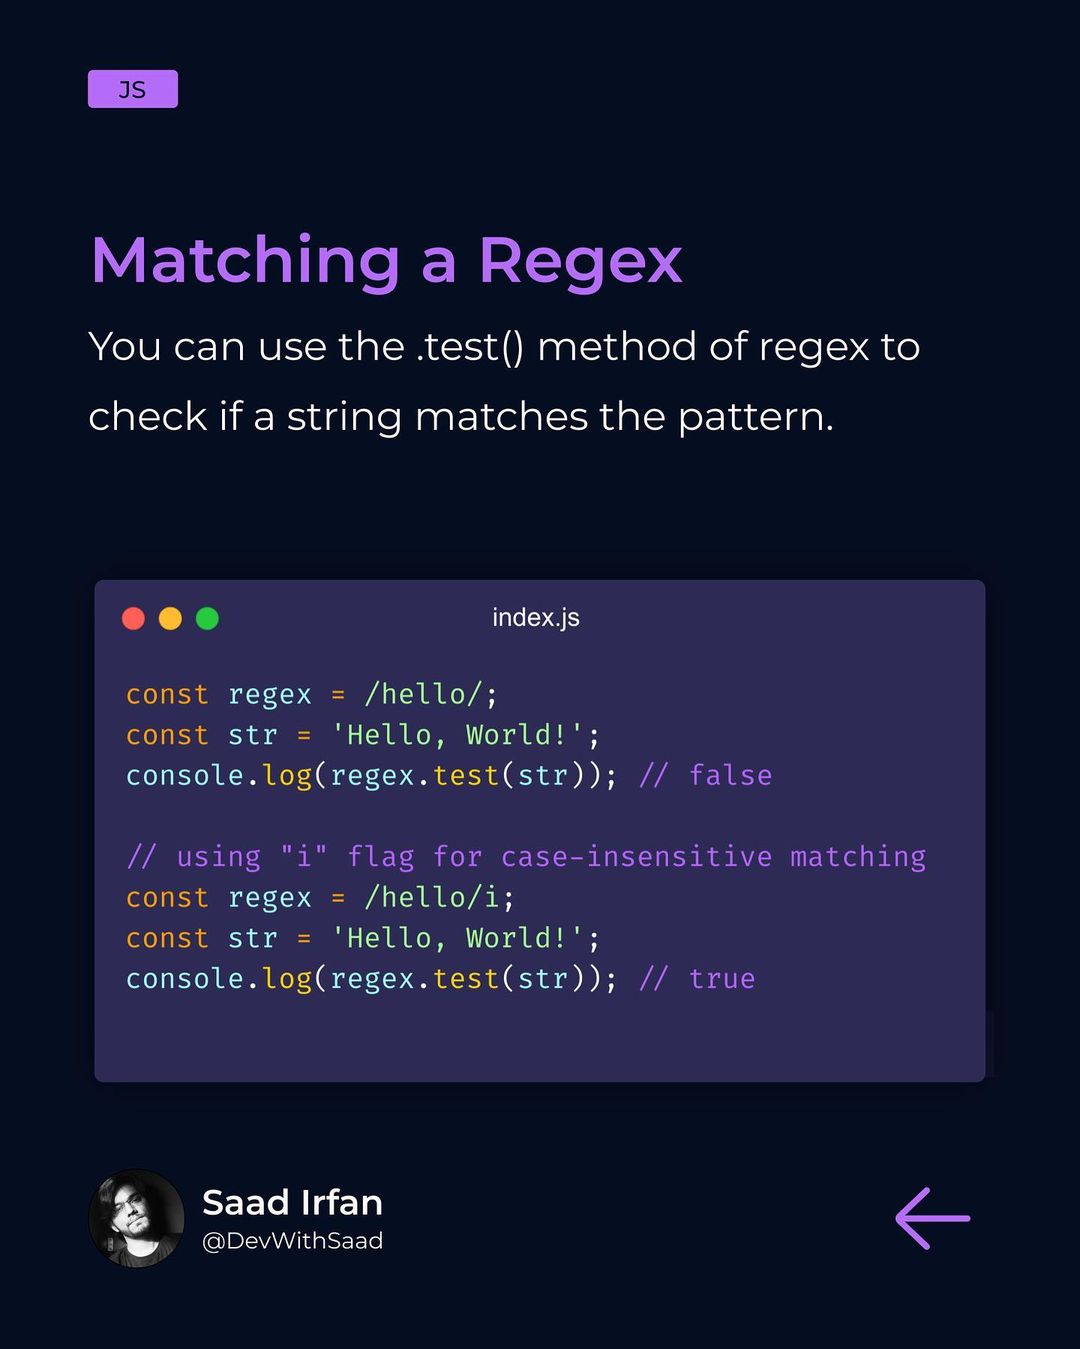 JS
Matching a Regex
You can use the .test() method of regex to
check if a string matches the pattern.
index.js
const regex = /hello/;
const str = 'Hello, World!';
console.log(regex.test(str)); // false
// using "i" flag for case-insensitive matching
const regex = /hello/i;
const str = 'Hello, World!';
console.log(regex.test(str)); // true
Saad Irfan
@DevWithSaad